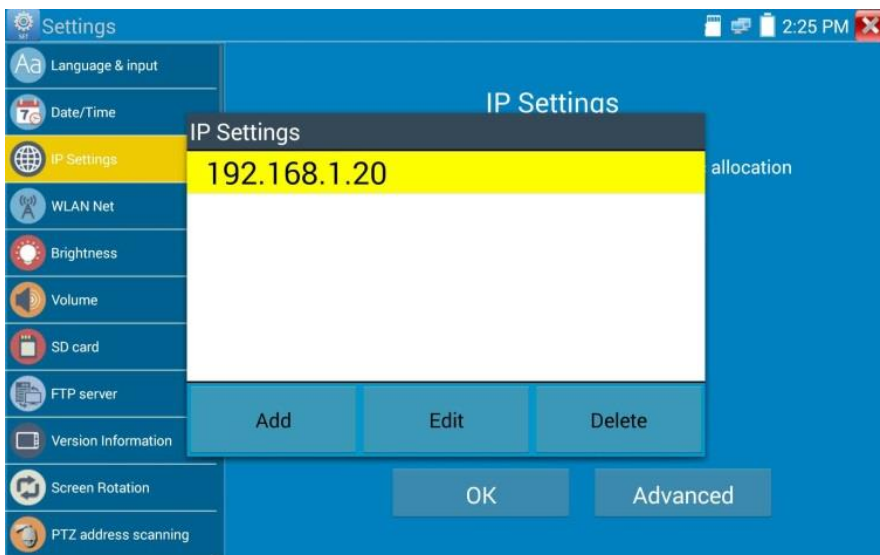 Settings
2:25 PM
Language & input
Date/Time
IP Settings
WLAN Net
Brightness
Volume
SD card
FTP server
Version Information
Screen Rotation
PTZ address scanning
IP Settings
allocation
IP Settings
192.168.1.20
Add Edit Delete
OK Advanced